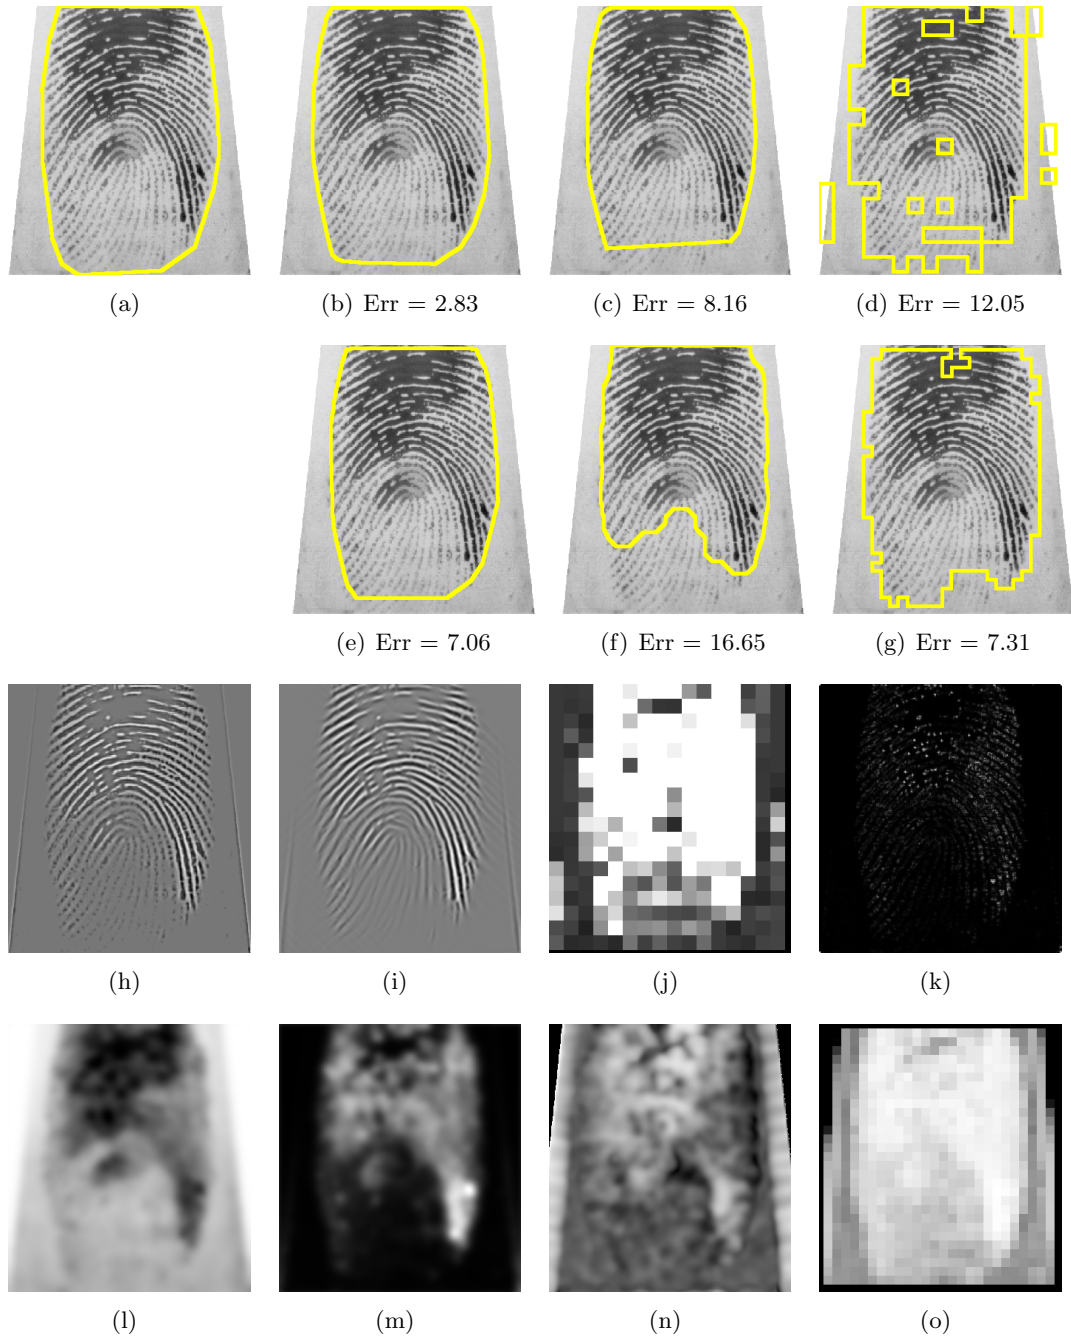 (a)
(b) Err = 2.83
(c) Err = 8.16
(d) Err = 12.05
(e) Err = 7.06
(f) Err = 16.65
(g) Err = 7.31
(h)
(i)
(j)
(k)
(l)
(m)
(n)
(o)